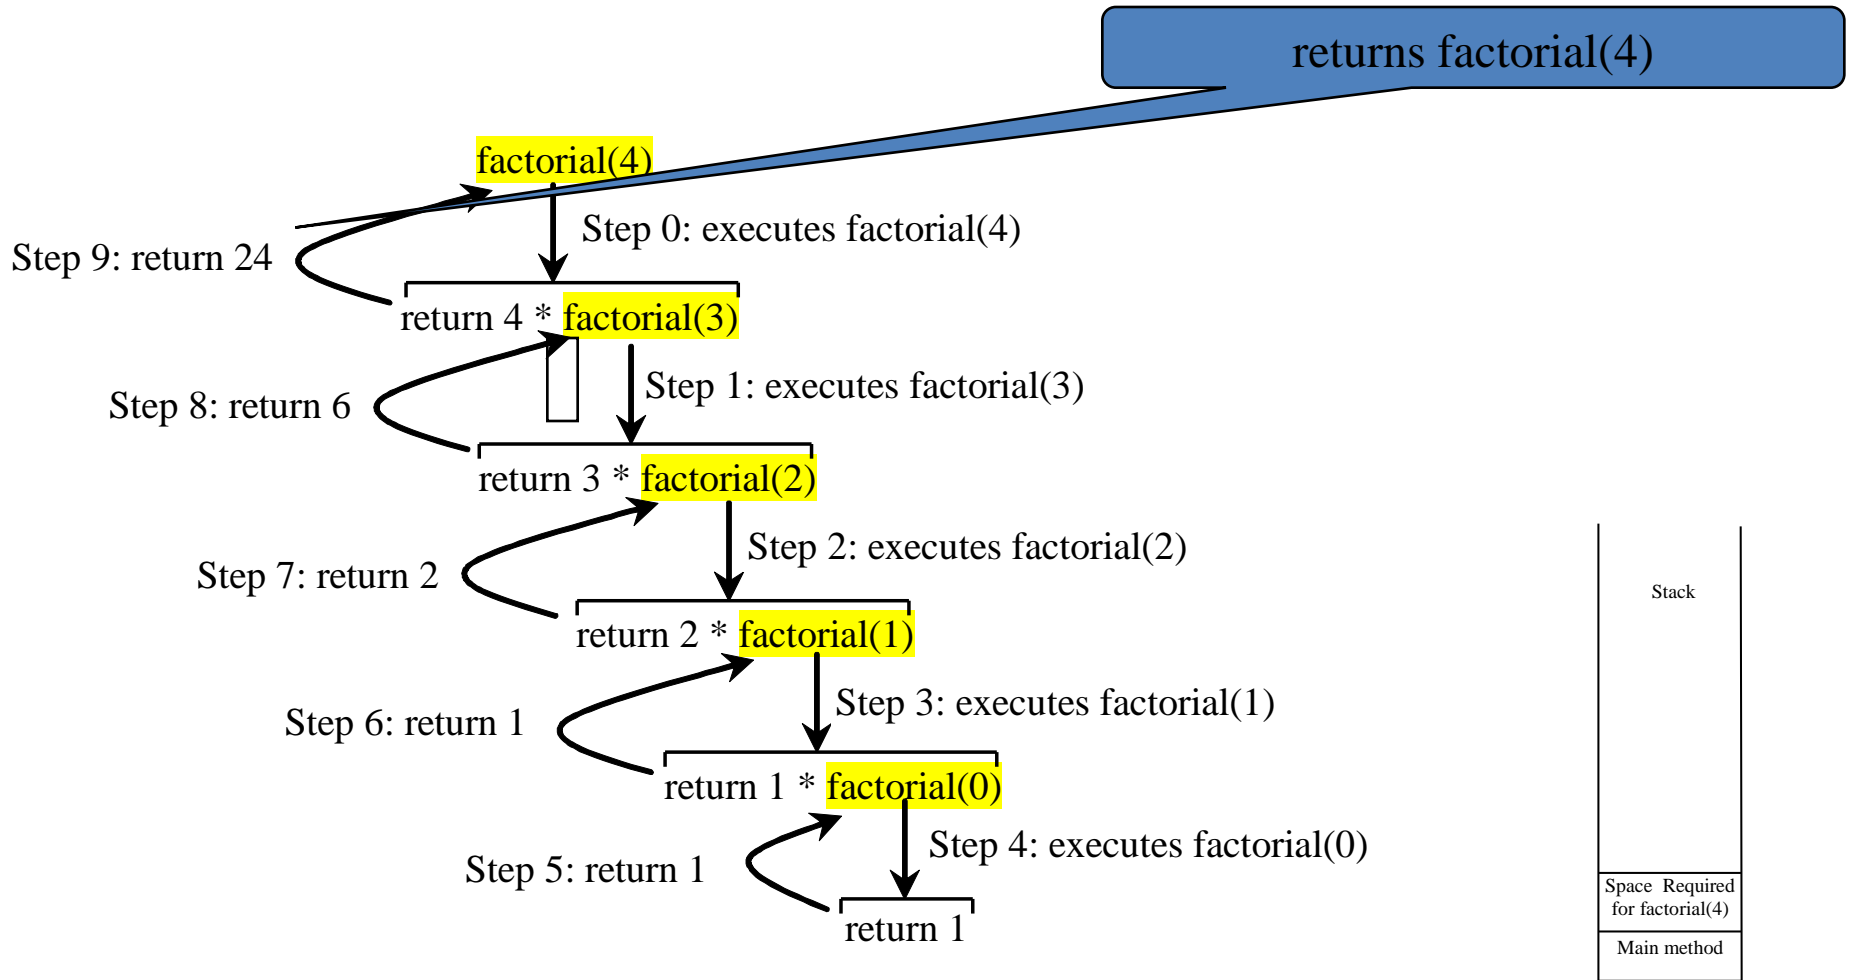 returns factorial(4)
factorial(4)
Step 0: executes factorial(4)
Step 9: return 24
return 4 * factorial(3)
Step 1: executes factorial(3)
Step 8: return 6
return 3 * factorial(2)
Step 2: executes factorial(2)
Step 7: return 2
return 2 * factorial(1)
Step 3: executes factorial(1)
Step 6: return 1
return 1 * factorial(0)
Step 4: executes factorial(0)
Step 5: return 1
return 1
Stack
Space Required
for factorial(4)
Main method